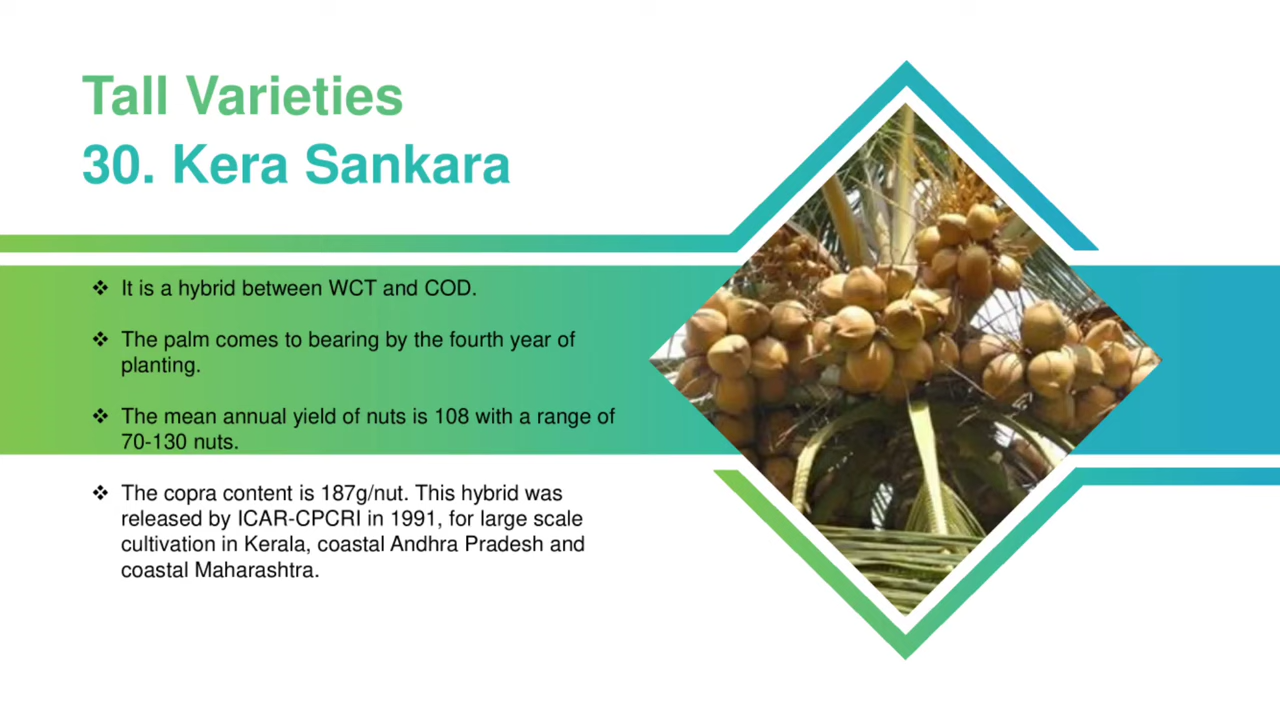 Tall Varieties
30. Kera Sankara
❖ It is a hybrid between WCT and COD.
❖ The palm comes to bearing by the fourth year of
planting.
❖ The mean annual yield of nuts is 108 with a range of
70-130 nuts.
❖ The copra content is 187g/nut. This hybrid was
released by ICAR-CPCRI in 1991, for large scale
cultivation in Kerala, coastal Andhra Pradesh and
coastal Maharashtra.